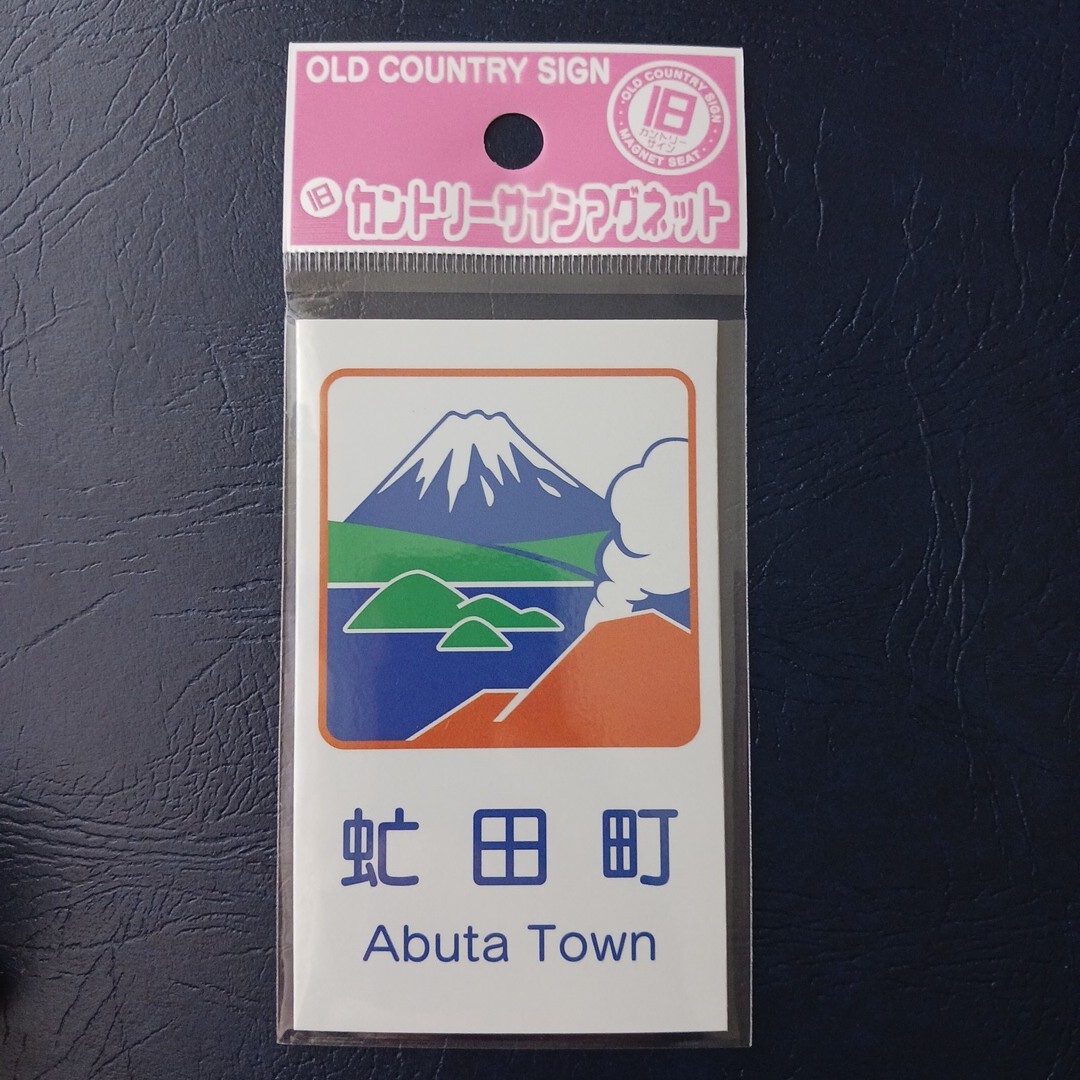 OLD COUNTRY SIGN
OLD COUNTRY SIGN
旧
カントリー
サイン
MAGNET SEAT
旧 カントリーサインマグネット
虻田町
Abuta Town